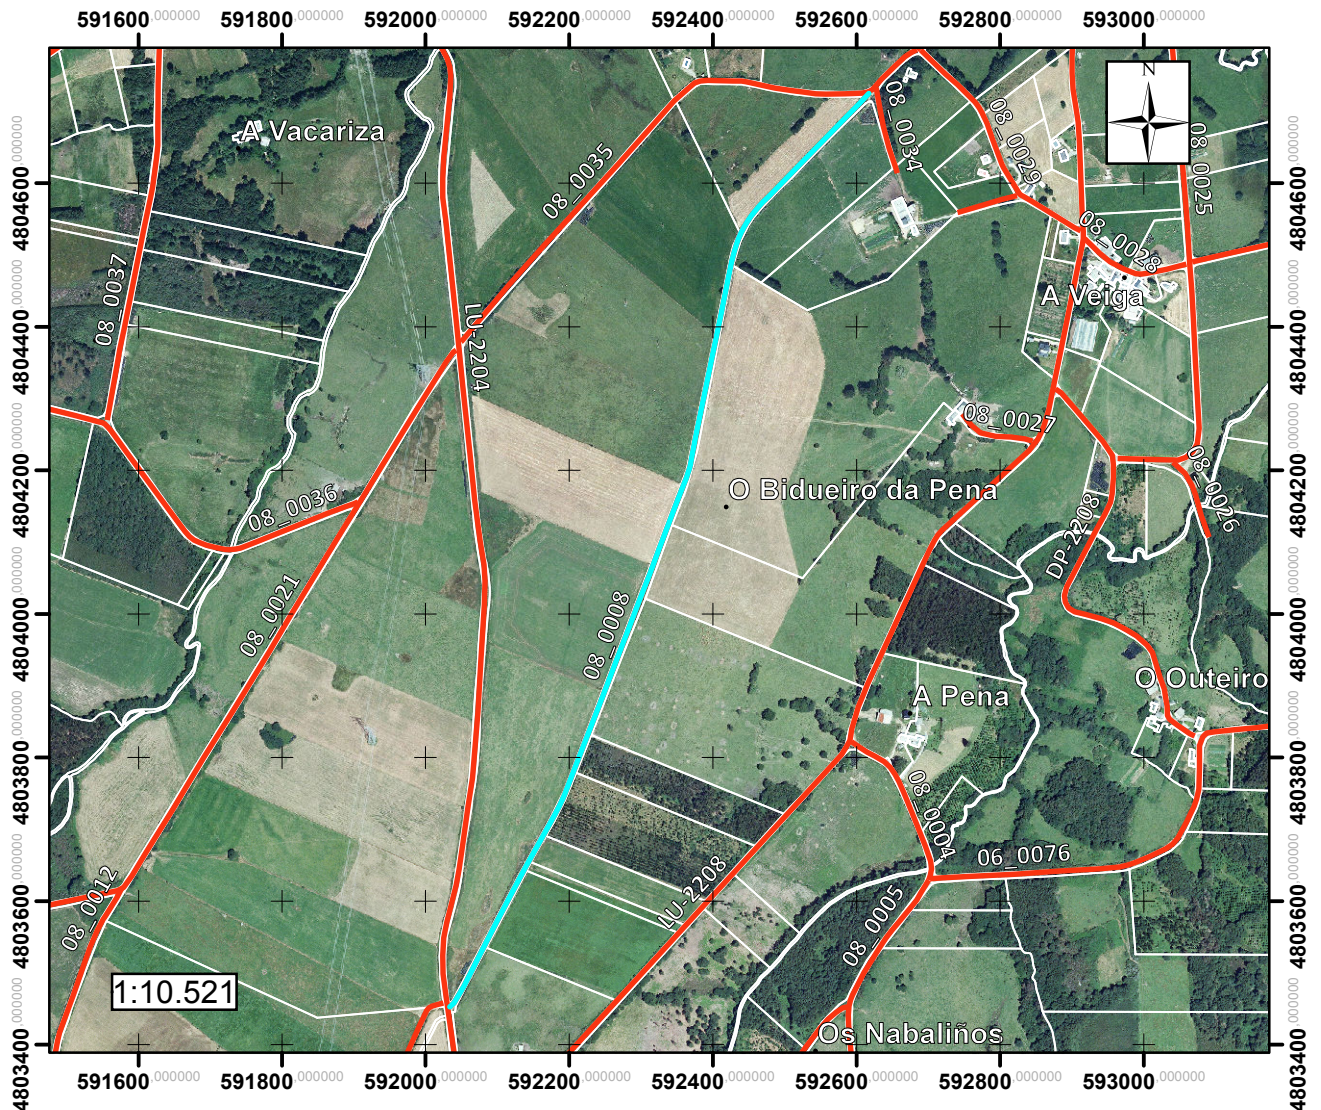 591600,000000 591800,000000 592000,000000 592200,000000 592400,000000 592600,000000 592800,000000 593000,000000
N
A Vacariza
08_0034
08_0029
08_0025
08_0035
4804600,000000
4804600,000000
08_0037
08_0028
A Veiga
LU-2204
4804400,000000
4804400,000000
08_0027
O Bidueiro da Pena
08_0026
08_0036
4804200,000000
4804200,000000
DP-2208
08_0021
08_0008
4804000,000000
4804000,000000
O Outeiro
A Pena
4803800,000000
4803800,000000
08_0004
06_0076
LU-2208
08_0012
08_0005
4803600,000000
4803600,000000
1:10.521
Os Nabaliños
4803400,000000
4803400,000000
591600,000000 591800,000000 592000,000000 592200,000000 592400,000000 592600,000000 592800,000000 593000,000000